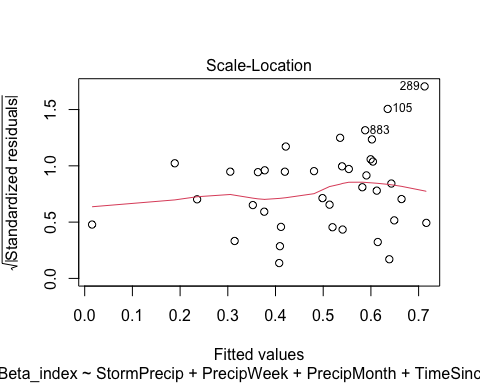 Scale-Location
√|Standardized residuals|
1.5
1.0
0.5
0.0
289
105
883
0.0 0.1 0.2 0.3 0.4 0.5 0.6 0.7
Fitted values
Beta_index ~ StormPrecip + PrecipWeek + PrecipMonth + TimeSinc